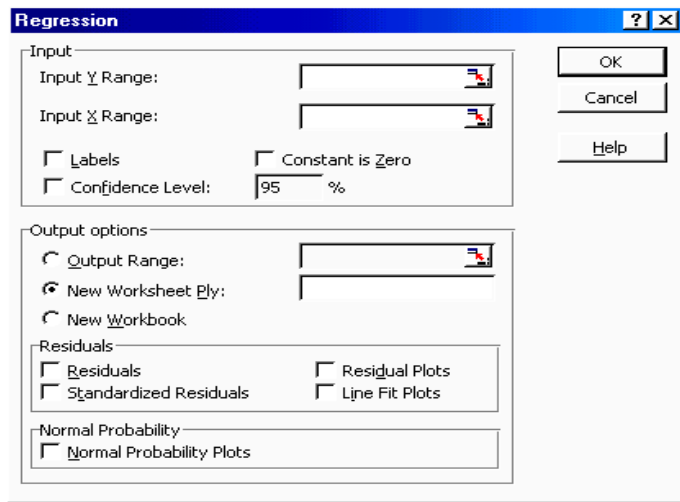 Regression
Input
Input Y Range:
Input X Range:
Labels
Constant is Zero
Confidence Level:
95 %
OK
Cancel
Help
Output options
Output Range:
New Worksheet Ply:
New Workbook
Residuals
Residuals
Residual Plots
Standardized Residuals
Line Fit Plots
Normal Probability
Normal Probability Plots